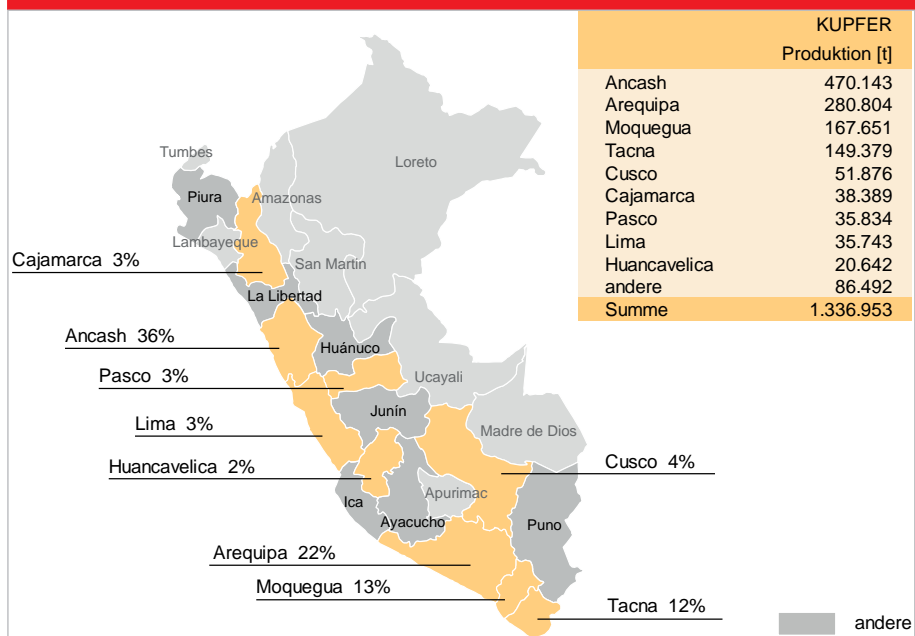 KUPFER
Produktion [t]
Ancash 470.143
Arequipa 280.804
Moquegua 167.651
Tacna 149.379
Cusco 51.876
Cajamarca 38.389
Pasco 35.834
Lima 35.743
Huancavelica 20.642
andere 86.492
Summe 1.336.953
Tumbes
Loreto
Piura
Amazonas
Lambayeque
San Martin
Cajamarca 3%
La Libertad
Ancash 36%
Huánuco
Pasco 3%
Ucayali
Junín
Lima 3%
Madre de Dios
Huancavelica 2%
Cusco 4%
Apurimac
Ica
Ayacucho
Puno
Arequipa 22%
Moquegua 13%
Tacna 12%
andere